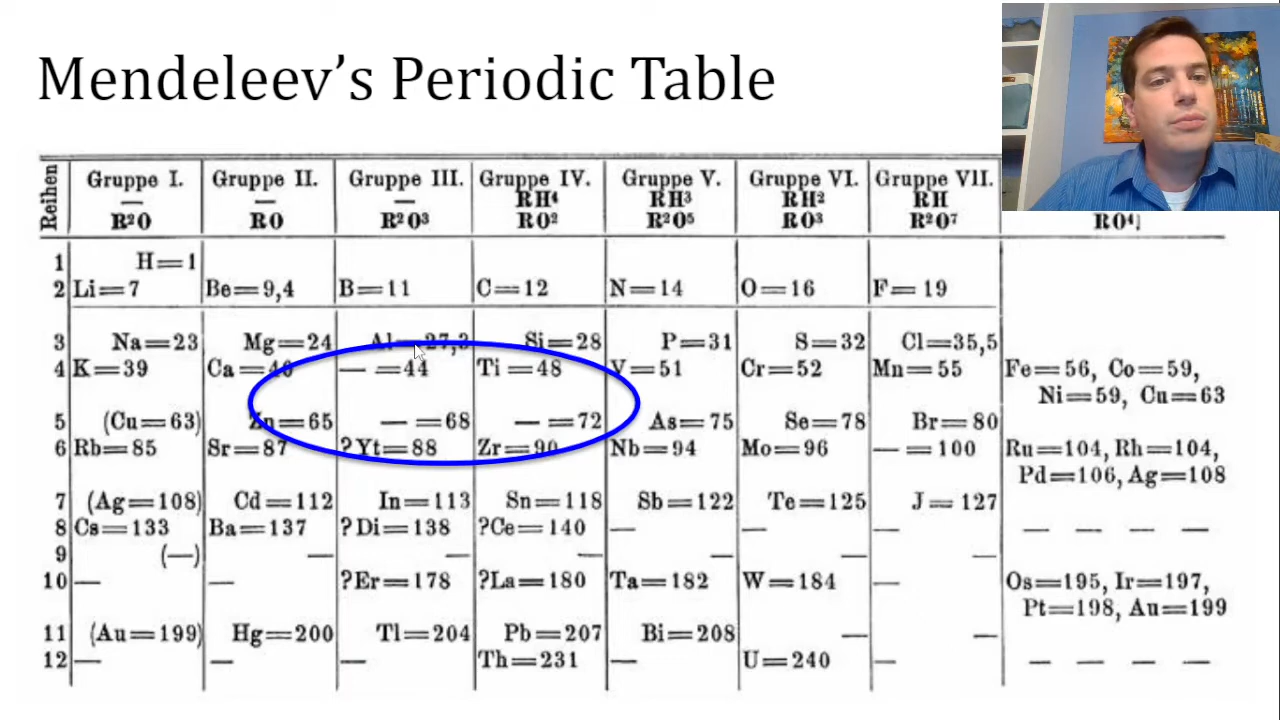 Mendeleev's Periodic Table
Reihen
Gruppe I.
—
R²O
Gruppe II.
—
RO
Gruppe III.
—
R²O³
Gruppe IV.
RH⁴
RO²
Gruppe V.
RH³
R²O⁵
Gruppe VI.
RH²
RO³
Gruppe VII.
RH
R²O⁷
RO⁴
1 H=1
2 Li=7 Be=9,4 B=11 C=12 N=14 O=16 F=19
3 Na=23 Mg=24 Al=27,3 Si=28 P=31 S=32 Cl=35,5
4 K=39 Ca=40 — =44 Ti=48 V=51 Cr=52 Mn=55 Fe=56, Co=59,
Ni=59, Cu=63
5 (Cu=63) Zn=65 — =68 — =72 As=75 Se=78 Br=80
6 Rb=85 Sr=87 ?Yt=88 Zr=90 Nb=94 Mo=96 — =100 Ru=104, Rh=104,
Pd=106, Ag=108
7 (Ag=108) Cd=112 In=113 Sn=118 Sb=122 Te=125 J=127
8 Cs=133 Ba=137 ?Di=138 ?Ce=140 — — — — — — —
9 (—) — — — — — —
10 — — ?Er=178 ?La=180 Ta=182 W=184 — Os=195, Ir=197,
Pt=198, Au=199
11 (Au=199) Hg=200 Tl=204 Pb=207 Bi=208 — —
12 — — — Th=231 — U=240 — — — — —